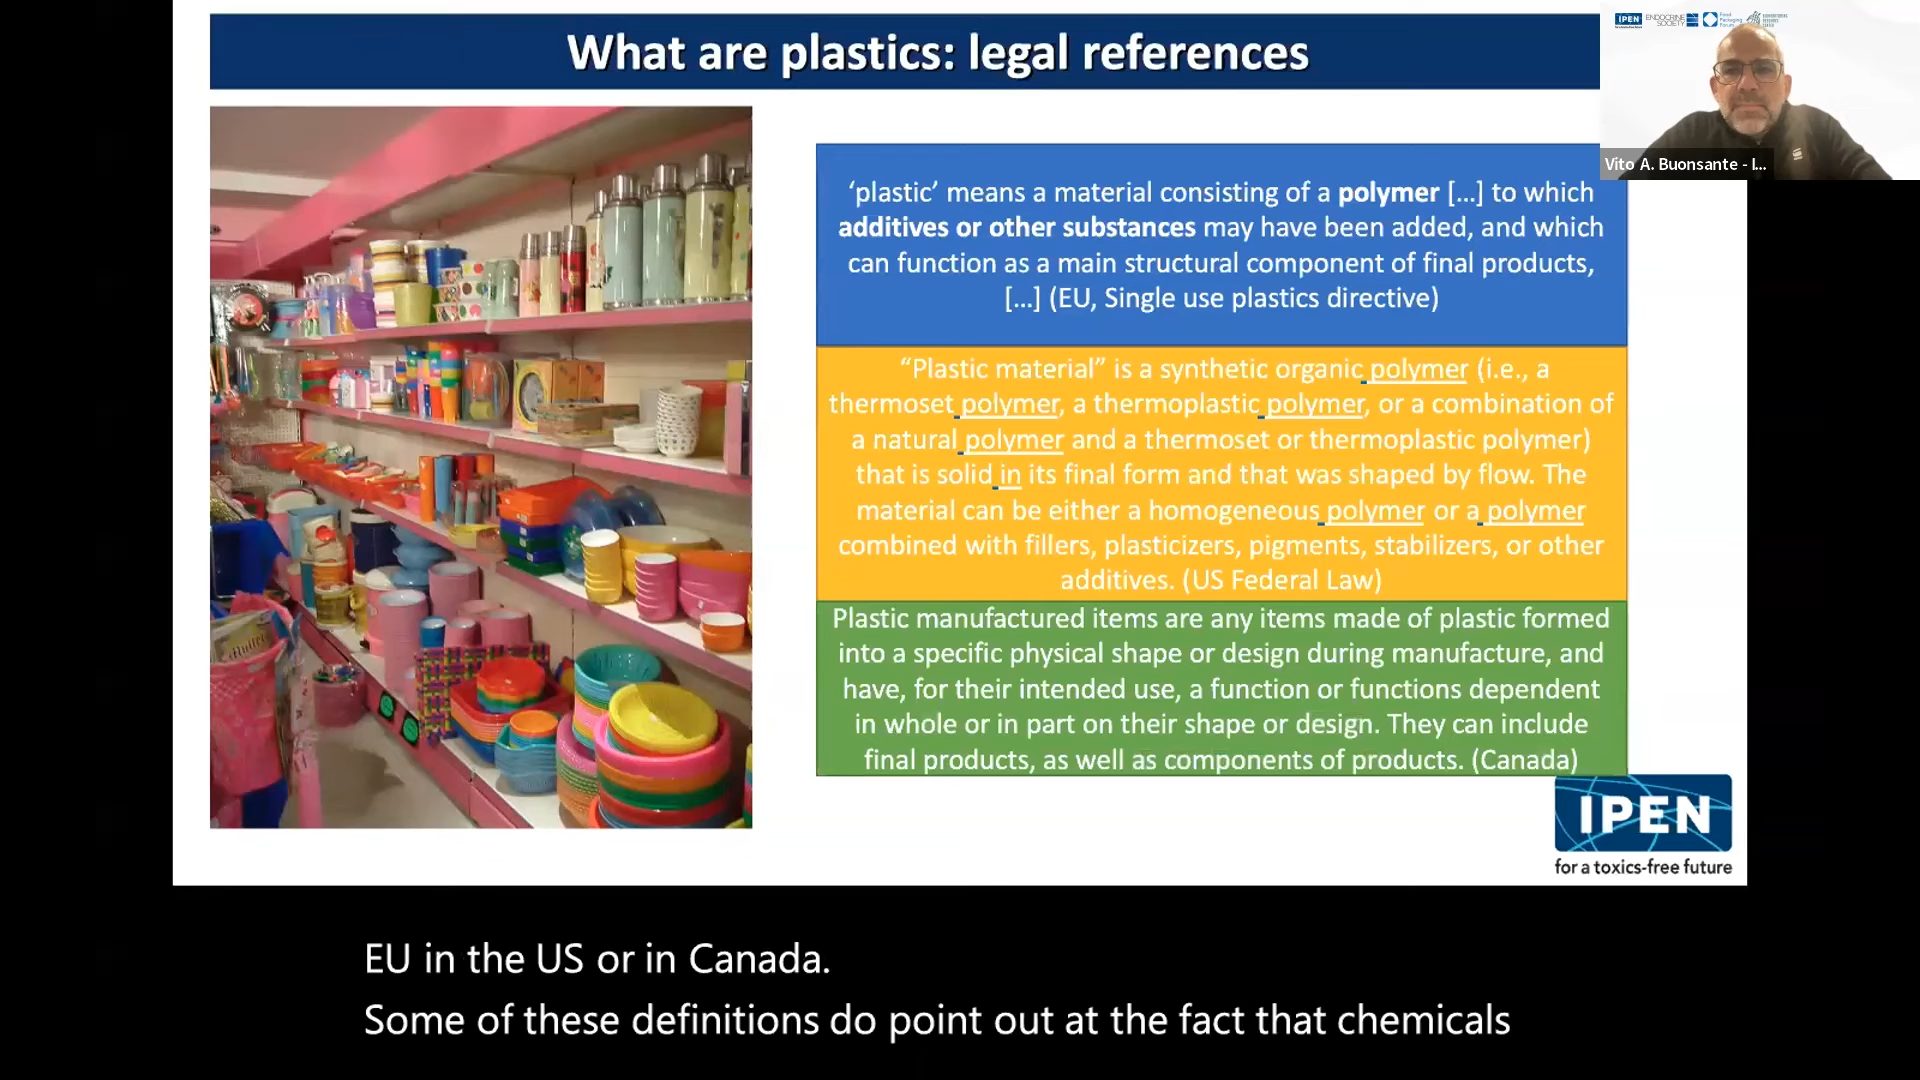 What are plastics: legal references
IPEN
ENDOCRINE
SOCIETY
Food
Packaging
Forum
Vito A. Buonsante - I...
‘plastic’ means a material consisting of a polymer [...] to which
additives or other substances may have been added, and which
can function as a main structural component of final products,
[...] (EU, Single use plastics directive)
“Plastic material” is a synthetic organic polymer (i.e., a
thermoset polymer, a thermoplastic polymer, or a combination of
a natural polymer and a thermoset or thermoplastic polymer)
that is solid in its final form and that was shaped by flow. The
material can be either a homogeneous polymer or a polymer
combined with fillers, plasticizers, pigments, stabilizers, or other
additives. (US Federal Law)
Plastic manufactured items are any items made of plastic formed
into a specific physical shape or design during manufacture, and
have, for their intended use, a function or functions dependent
in whole or in part on their shape or design. They can include
final products, as well as components of products. (Canada)
IPEN
for a toxics-free future
EU in the US or in Canada.
Some of these definitions do point out at the fact that chemicals